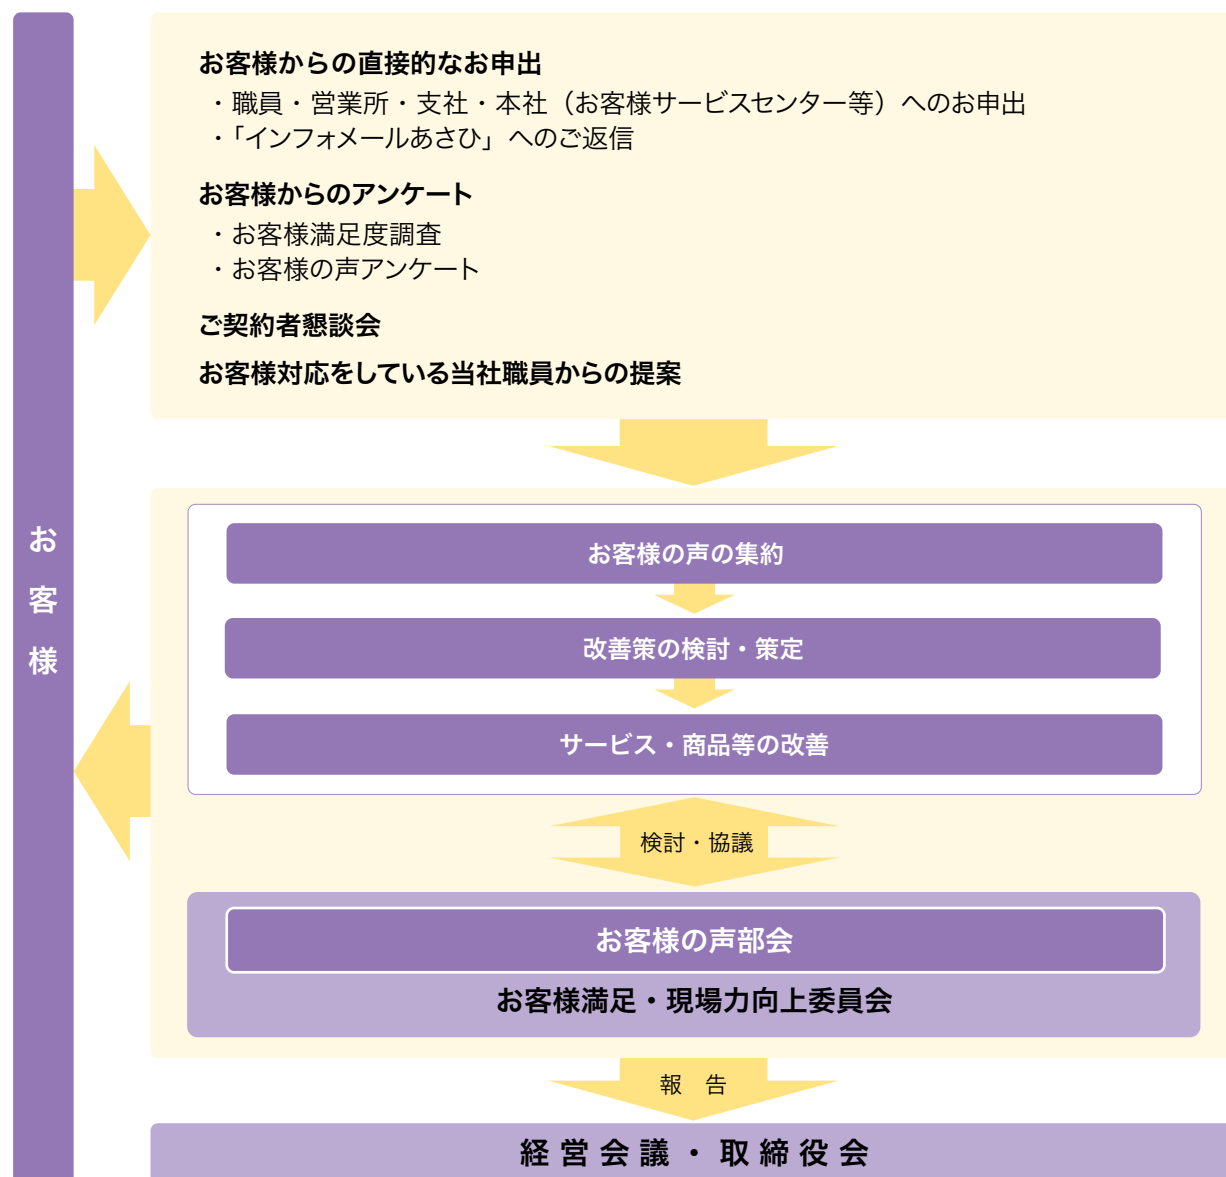 お客様
お客様からの直接的なお申出
・職員・営業所・支社・本社（お客様サービスセンター等）へのお申出
・「インフォメールあさひ」へのご返信
お客様からのアンケート
・お客様満足度調査
・お客様の声アンケート
ご契約者懇談会
お客様対応をしている当社職員からの提案
お客様の声の集約
改善策の検討・策定
サービス・商品等の改善
検討・協議
お客様の声部会
お客様満足・現場力向上委員会
報　告
経営会議・取締役会